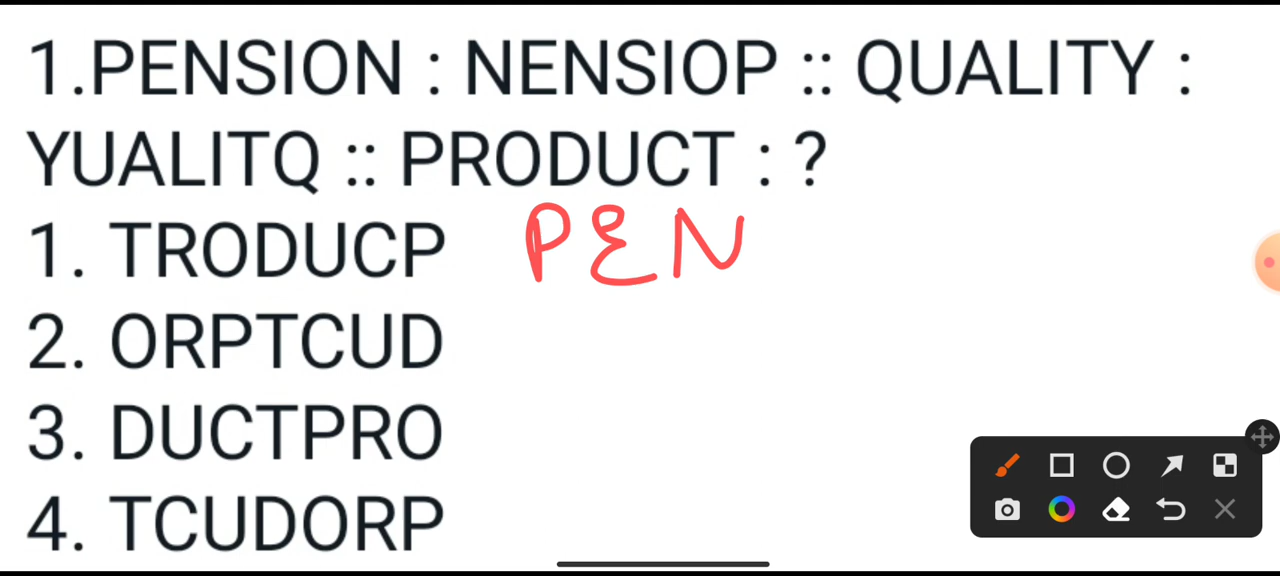 1.PENSION : NENSIOP :: QUALITY :
YUALITQ :: PRODUCT : ?
1. TRODUCP
PEN
2. ORPTCUD
3. DUCTPRO
4. TCUDORP